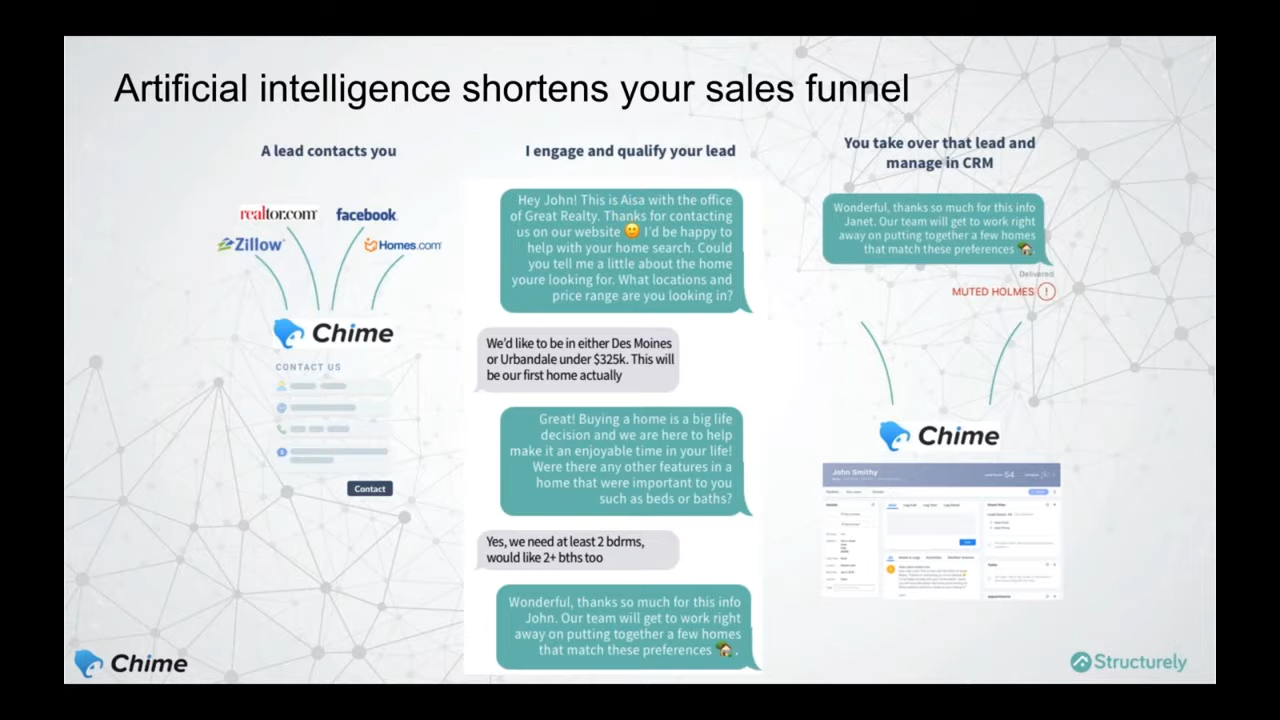 Artificial intelligence shortens your sales funnel
A lead contacts you
realtor.com
facebook
Zillow
Homes.com
Chime
CONTACT US
Contact
I engage and qualify your lead
Hey John! This is Aisa with the office
of Great Realty. Thanks for contacting
us on our website 🙂 I'd be happy to
help with your home search. Could
you tell me a little about the home
youre looking for. What locations and
price range are you looking in?
We'd like to be in either Des Moines
or Urbandale under $325k. This will
be our first home actually
Great! Buying a home is a big life
decision and we are here to help
make it an enjoyable time in your life!
Were there any other features in a
home that were important to you
such as beds or baths?
Yes, we need at least 2 bdrms,
would like 2+ bths too
Wonderful, thanks so much for this info
John. Our team will get to work right
away on putting together a few homes
that match these preferences 🏡.
You take over that lead and
manage in CRM
Wonderful, thanks so much for this info
Janet. Our team will get to work right
away on putting together a few homes
that match these preferences 🏡
Delivered
MUTED HOLMES
Chime
John Smithy
54
Chime
Structurely